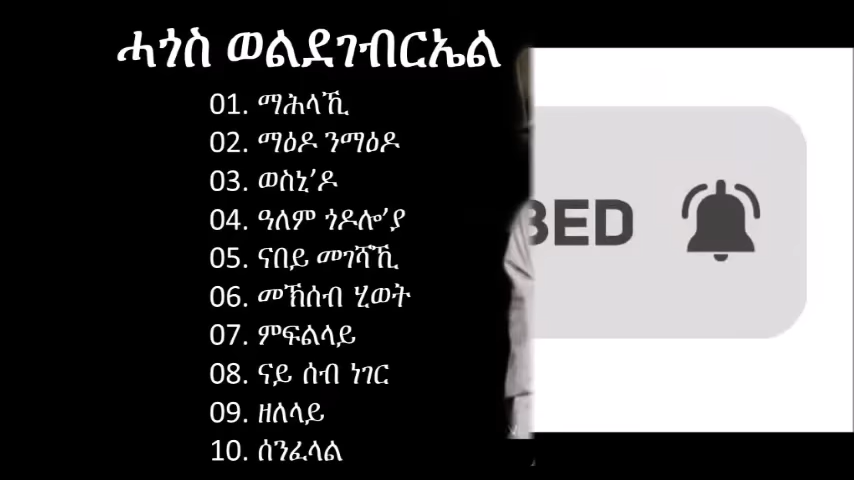 ሓጎስ ወልደገብርኤል
01. ማሕላኺ
02. ማዕዶ ንማዕዶ
03. ወስኒ’ዶ
04. ዓለም ጎዶሎ’ያ
05. ናበይ መገሻኺ
06. መኽሰብ ሂወት
07. ምፍልላይ
08. ናይ ሰብ ነገር
09. ዘለላይ
10. ሰንፈላል
BED